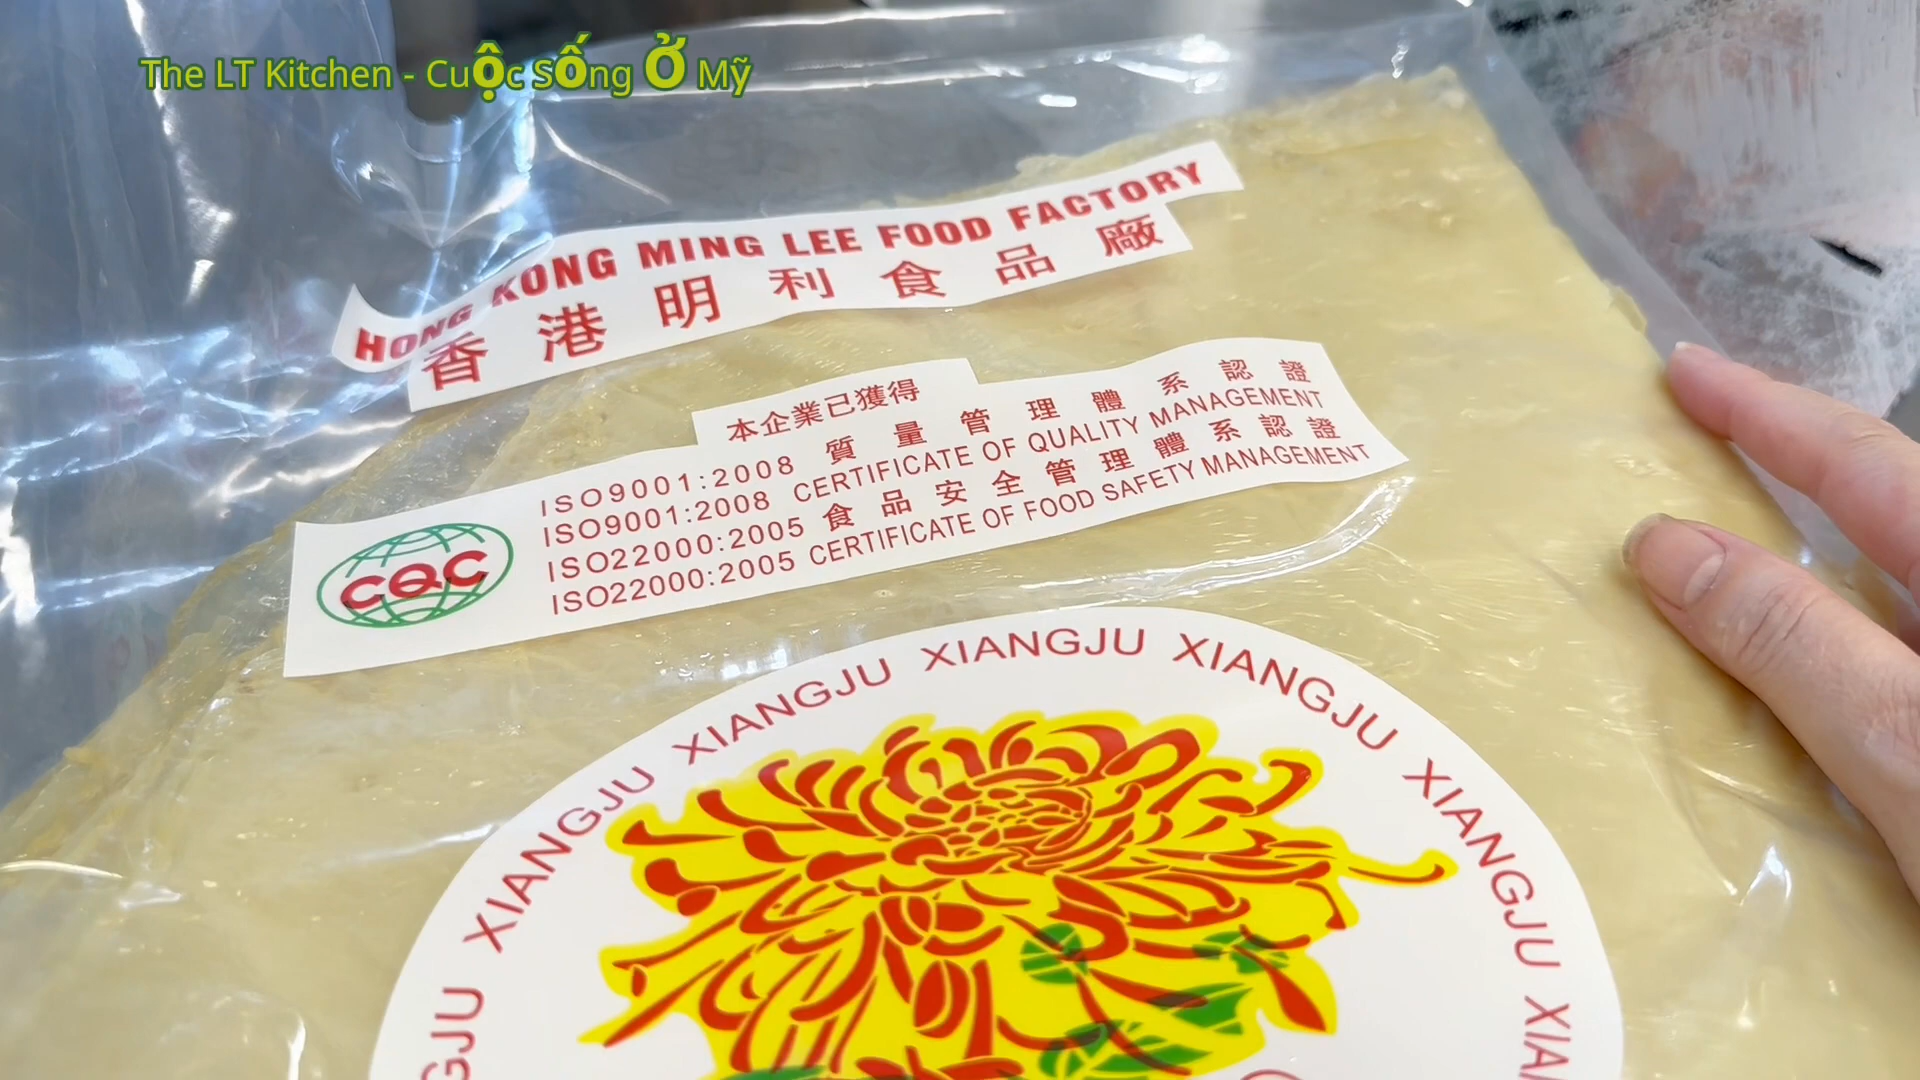 The LT Kitchen - Cuộc Sống Ở Mỹ
HONG KONG MING LEE FOOD FACTORY
香港明利食品廠
本企業已獲得
ISO9001:2008 質量管理體系認證
ISO9001:2008 CERTIFICATE OF QUALITY MANAGEMENT
ISO22000:2005 食品安全管理體系認證
ISO22000:2005 CERTIFICATE OF FOOD SAFETY MANAGEMENT
CQC
XIANGJU XIANGJU XIANGJU XIANGJU XIANGJU XIANGJU